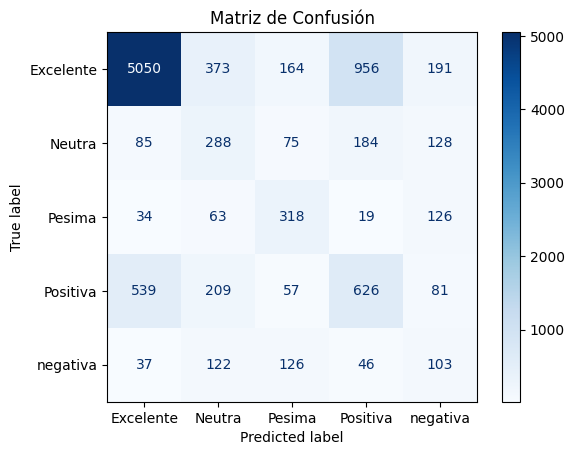 Matriz de Confusión
Excelente 5050 373 164 956 191
Neutra 85 288 75 184 128
Pesima 34 63 318 19 126
Positiva 539 209 57 626 81
negativa 37 122 126 46 103
Excelente Neutra Pesima Positiva negativa
Predicted label
True label
5000
4000
3000
2000
1000